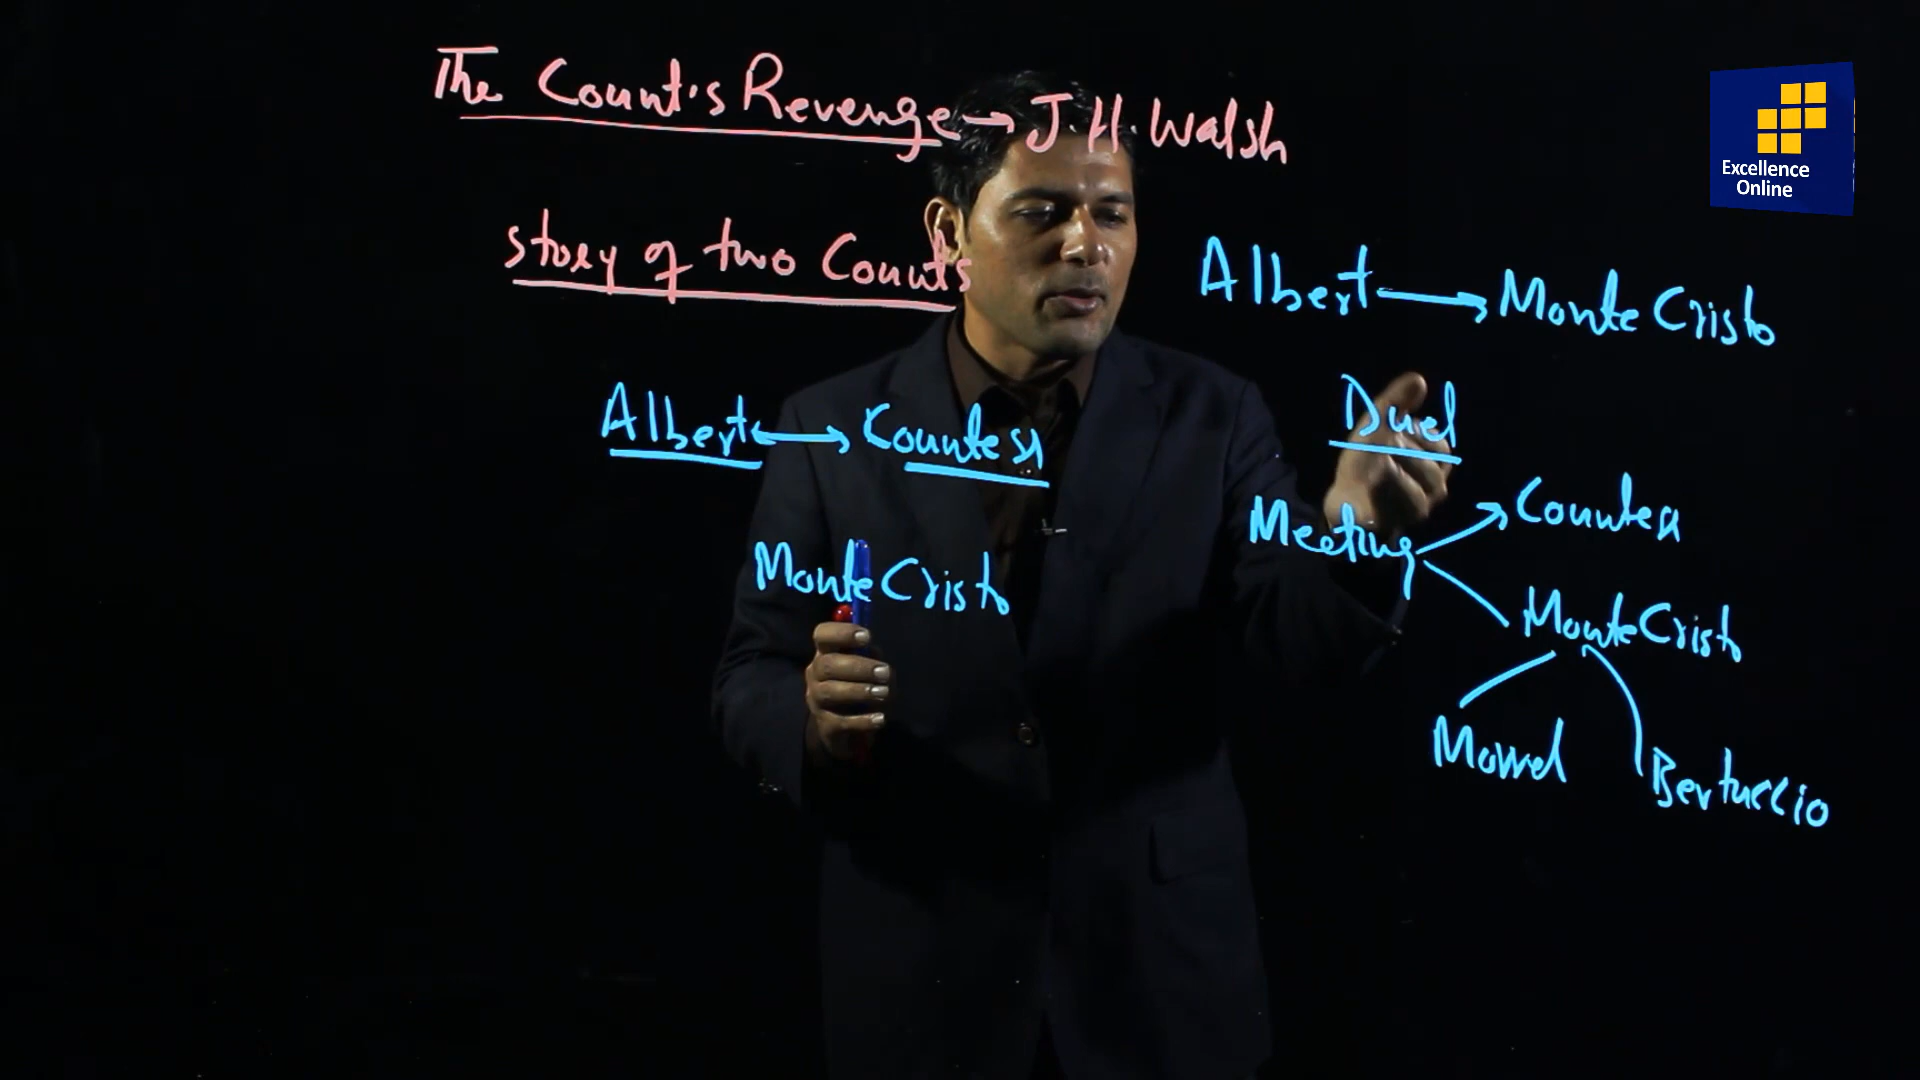 The Count's Revenge → J.H. Walsh
Excellence
Online
Story of two Counts
Albert → Monte Cristo
Albert ↔ Countess
Duel
Meeting
Countess
Monte Cristo
Monte Cristo
Morrel
Bertuccio